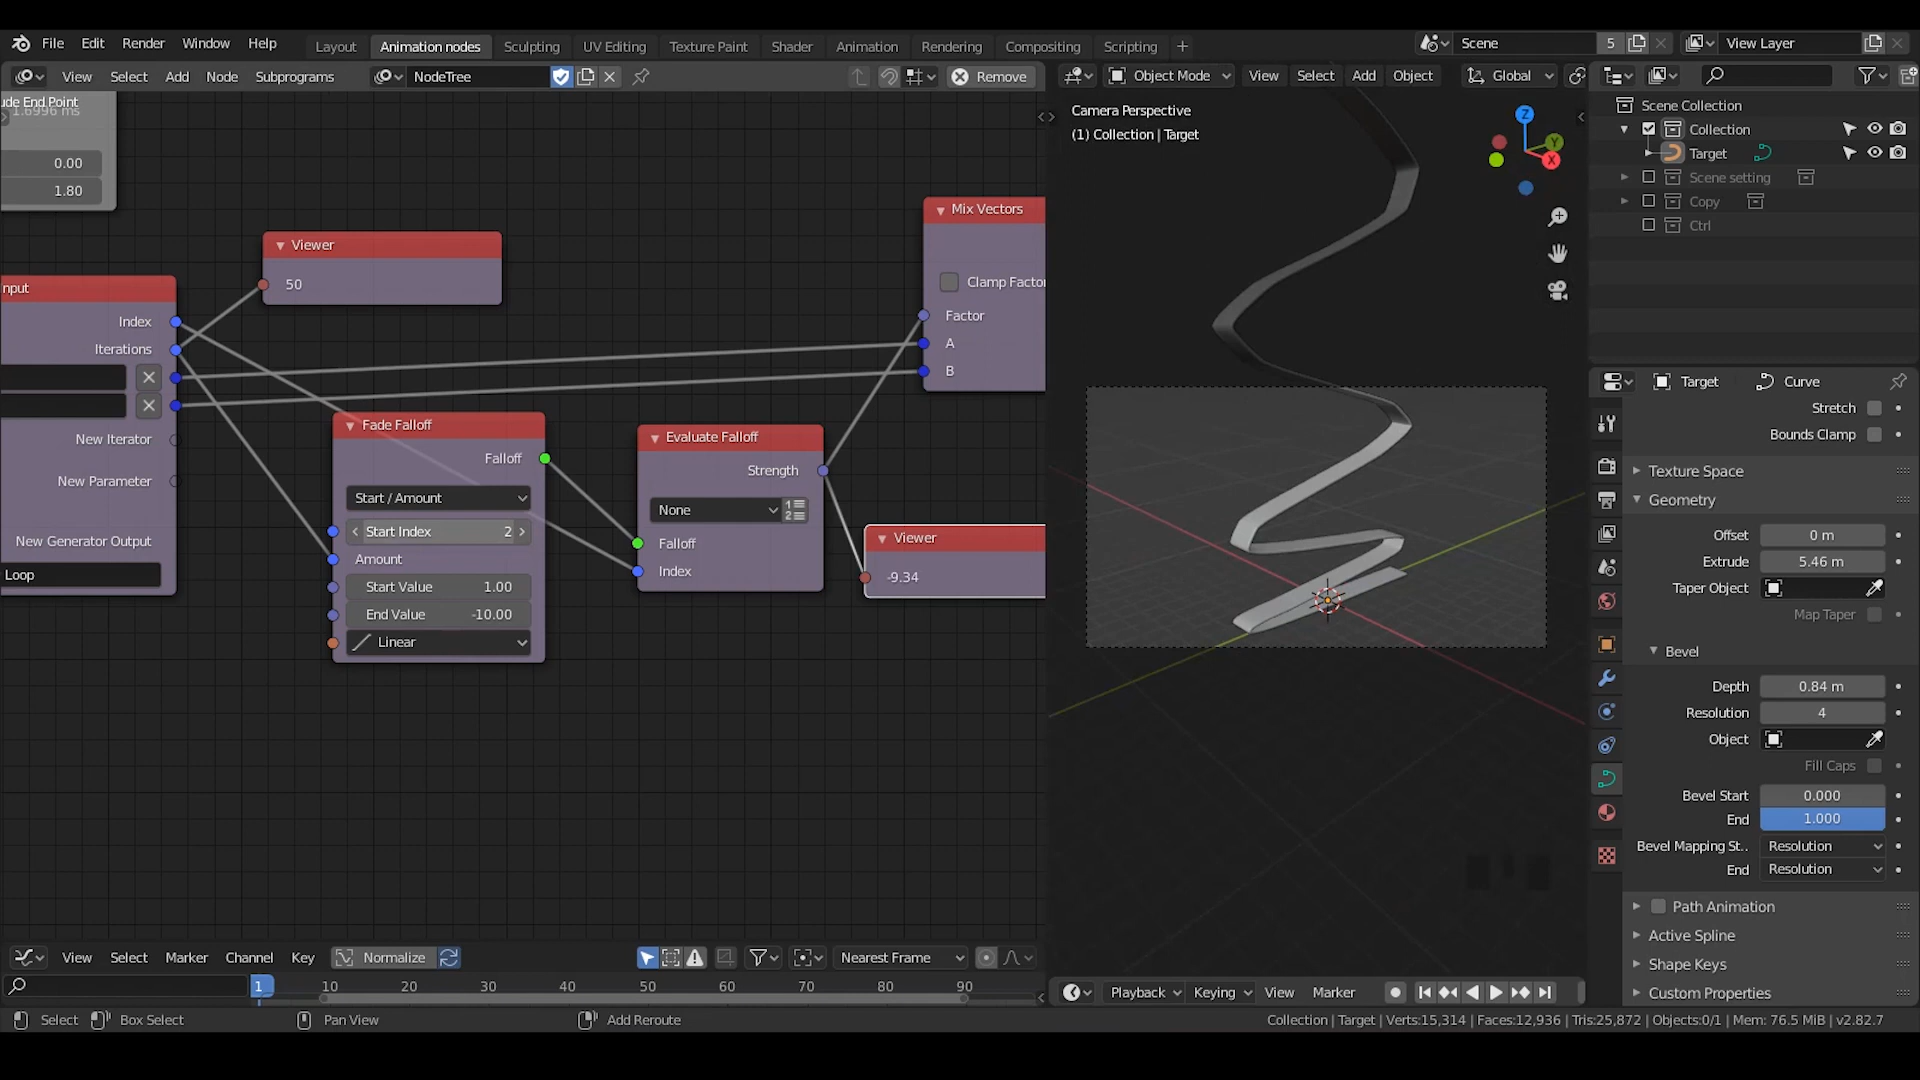 File Edit Render Window Help Layout Animation nodes Sculpting UV Editing Texture Paint Shader Animation Rendering Compositing Scripting + Scene 5 View Layer
View Select Add Node Subprograms NodeTree Remove
Object Mode View Select Add Object Global
ude End Point
1.6996 ms
0.00
1.80
Viewer
50
nput
Index
Iterations
New Iterator
New Parameter
New Generator Output
Loop
Fade Falloff
Falloff
Start / Amount
Start Index 2
Amount
Start Value 1.00
End Value -10.00
Linear
Evaluate Falloff
Strength
None
1
2
Falloff
Index
Mix Vectors
Clamp Factor
Factor
A
B
Viewer
-9.34
Camera Perspective
(1) Collection | Target
Z
Y
X
Scene Collection
Collection
Target
Scene setting
Copy
Ctrl
Target Curve
Stretch
Bounds Clamp
Texture Space
Geometry
Offset 0 m
Extrude 5.46 m
Taper Object
Map Taper
Bevel
Depth 0.84 m
Resolution 4
Object
Fill Caps
Bevel Start 0.000
End 1.000
Bevel Mapping St.. Resolution
End Resolution
Path Animation
Active Spline
Shape Keys
Custom Properties
View Select Marker Channel Key Normalize Nearest Frame
1 10 20 30 40 50 60 70 80 90
Playback Keying View Marker
Select Box Select Pan View Add Reroute
Collection | Target | Verts:15,314 | Faces:12,936 | Tris:25,872 | Objects:0/1 | Mem: 76.5 MiB | v2.82.7